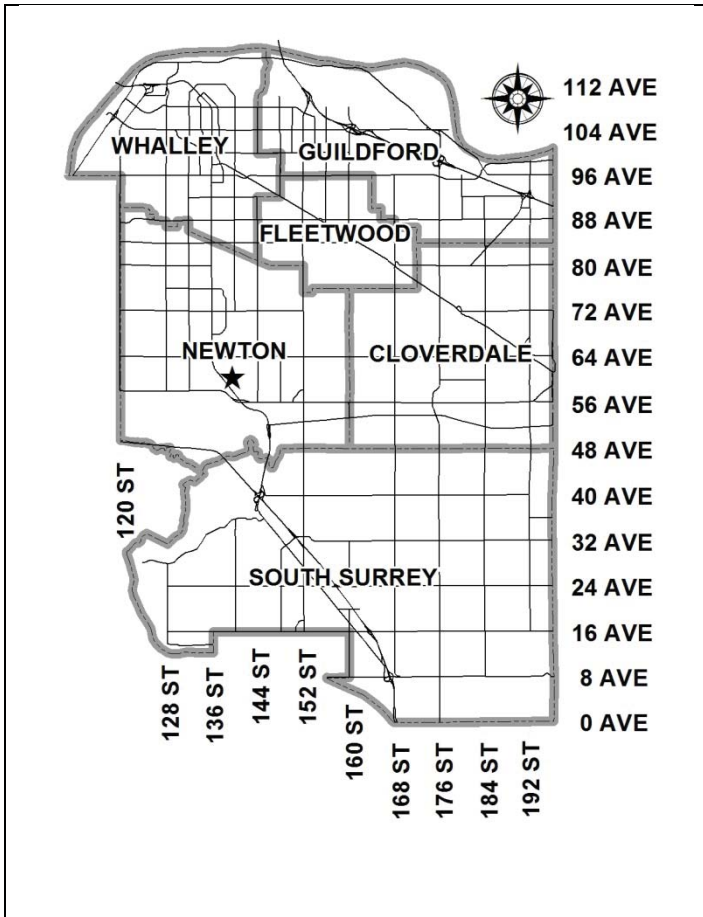 112 AVE
104 AVE
WHALLEY
GUILDFORD
96 AVE
88 AVE
FLEETWOOD
80 AVE
72 AVE
NEWTON
CLOVERDALE
64 AVE
56 AVE
48 AVE
120 ST
40 AVE
32 AVE
SOUTH SURREY
24 AVE
16 AVE
128 ST
136 ST
144 ST
152 ST
160 ST
8 AVE
0 AVE
168 ST
176 ST
184 ST
192 ST